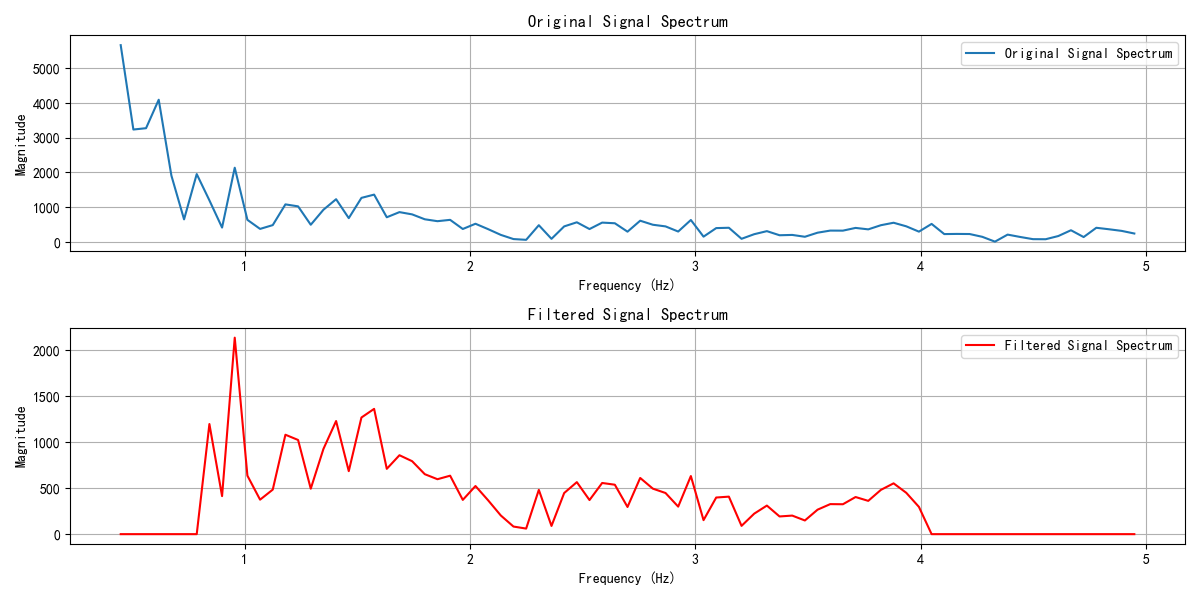 Original Signal Spectrum
Original Signal Spectrum
5000
4000
3000
2000
1000
0
Magnitude
1 2 3 4 5
Frequency (Hz)
Filtered Signal Spectrum
Filtered Signal Spectrum
2000
1500
1000
500
0
Magnitude
1 2 3 4 5
Frequency (Hz)